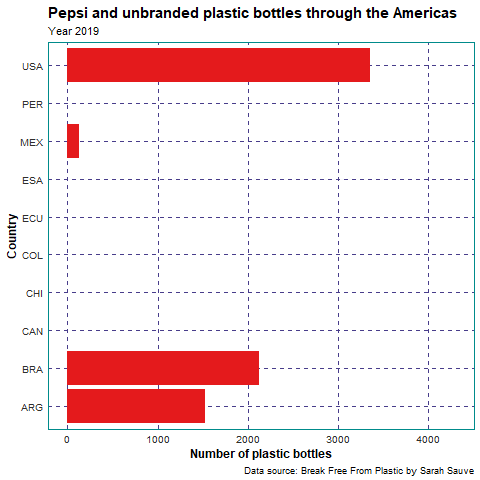 Pepsi and unbranded plastic bottles through the Americas
Year 2019
Country
USA
PER
MEX
ESA
ECU
COL
CHI
CAN
BRA
ARG
0 1000 2000 3000 4000
Number of plastic bottles
Data source: Break Free From Plastic by Sarah Sauve